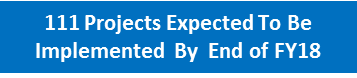 111 Projects Expected To Be
Implemented By End of FY18